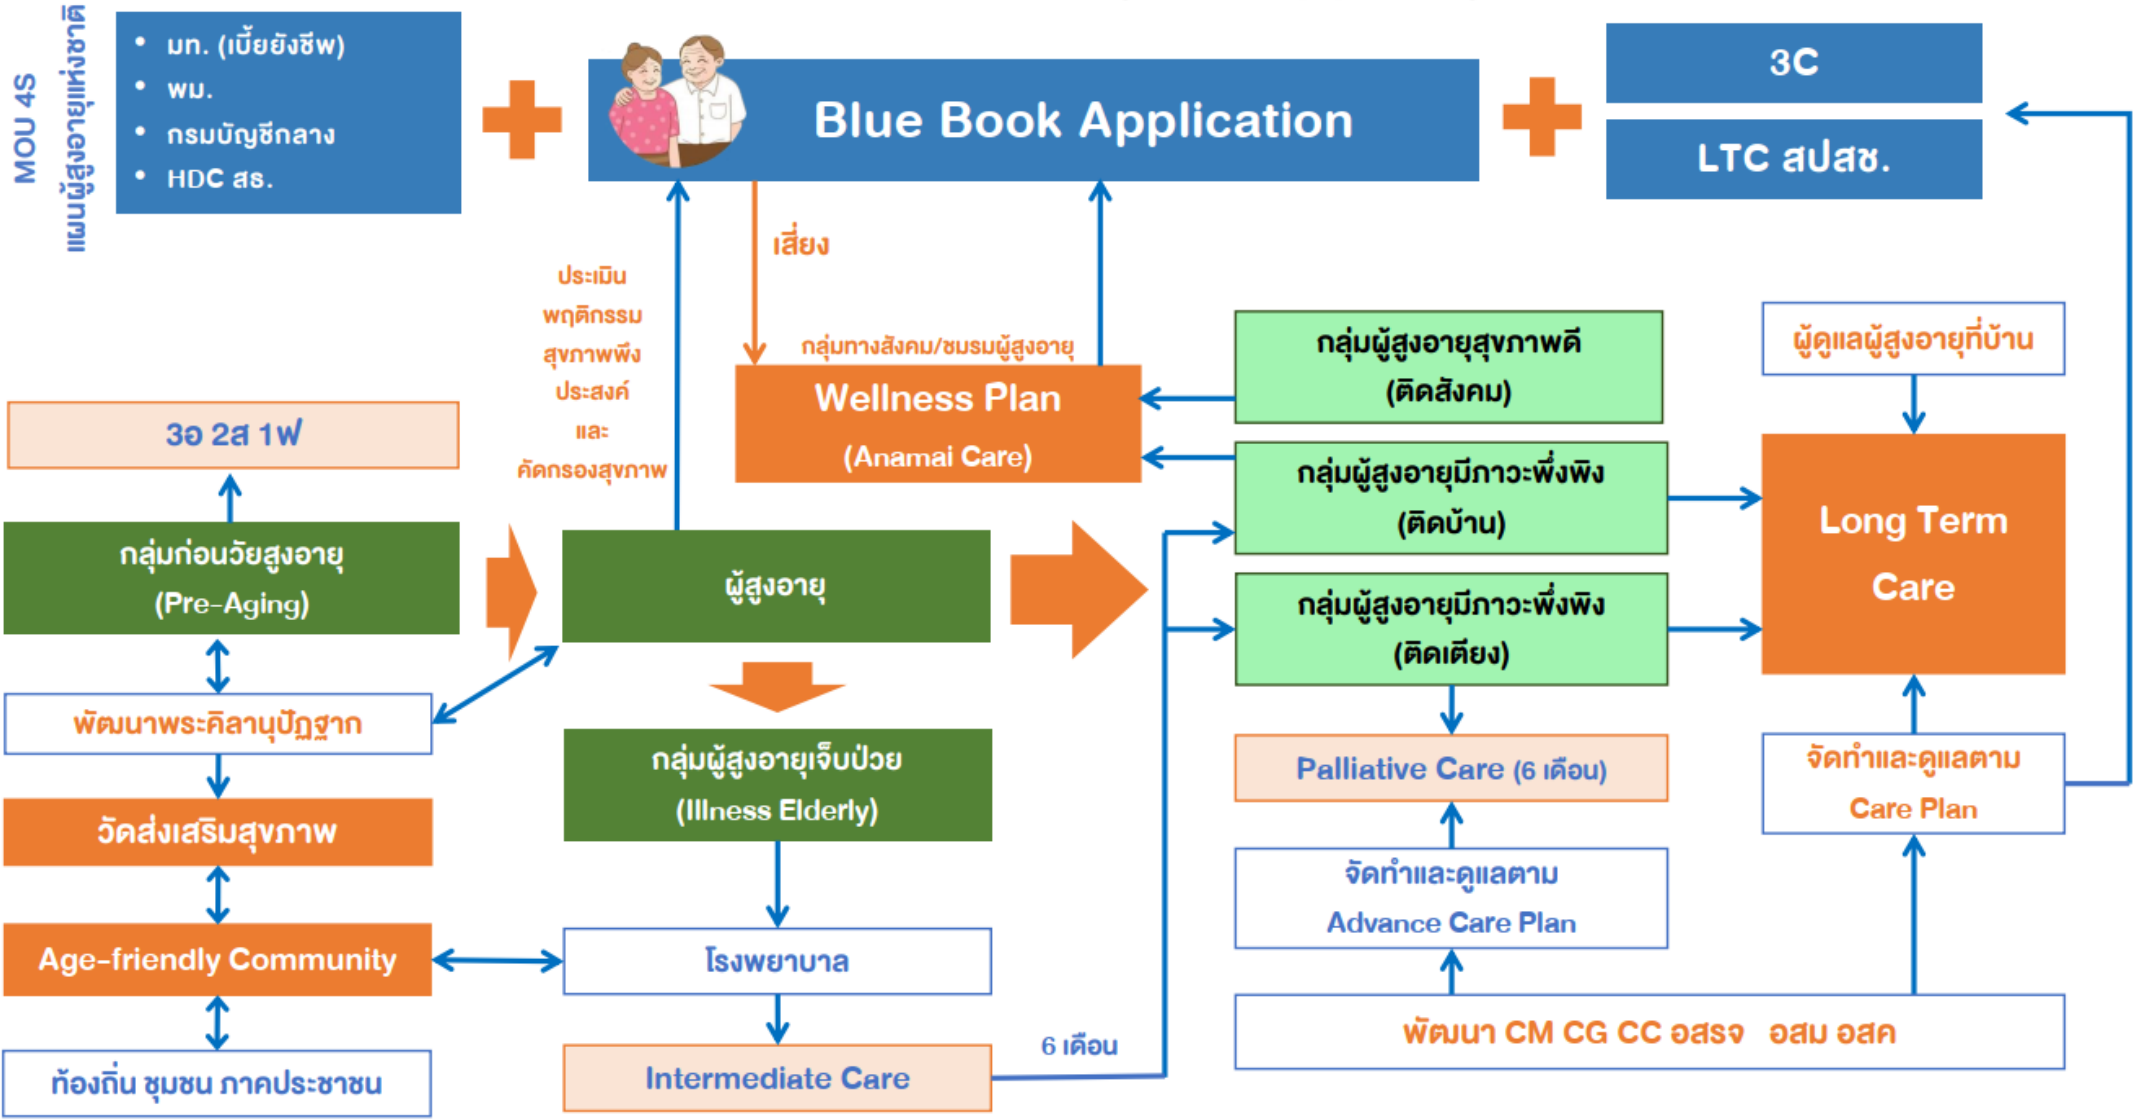 MOU 4S
แผนผู้สูงอายุแห่งชาติ
• มท. (เบี้ยยังชีพ)
• พม.
• กรมบัญชีกลาง
• HDC สธ.
Blue Book Application
3C
LTC สปสช.
เสี่ยง
ประเมิน
พฤติกรรม
สุขภาพพึง
ประสงค์
และ
คัดกรองสุขภาพ
กลุ่มทางสังคม/ชมรมผู้สูงอายุ
Wellness Plan
(Anamai Care)
กลุ่มผู้สูงอายุสุขภาพดี
(ติดสังคม)
ผู้ดูแลผู้สูงอายุที่บ้าน
3อ 2ส 1ฟ
กลุ่มผู้สูงอายุมีภาวะพึ่งพิง
(ติดบ้าน)
Long Term
Care
กลุ่มก่อนวัยสูงอายุ
(Pre-Aging)
ผู้สูงอายุ
กลุ่มผู้สูงอายุมีภาวะพึ่งพิง
(ติดเตียง)
พัฒนาพระคิลานุปัฏฐาก
กลุ่มผู้สูงอายุเจ็บป่วย
(Illness Elderly)
Palliative Care (6 เดือน)
จัดทำและดูแลตาม
Care Plan
วัดส่งเสริมสุขภาพ
จัดทำและดูแลตาม
Advance Care Plan
Age-friendly Community
โรงพยาบาล
พัฒนา CM CG CC อสรจ อสม อสค
6 เดือน
ท้องถิ่น ชุมชน ภาคประชาชน
Intermediate Care